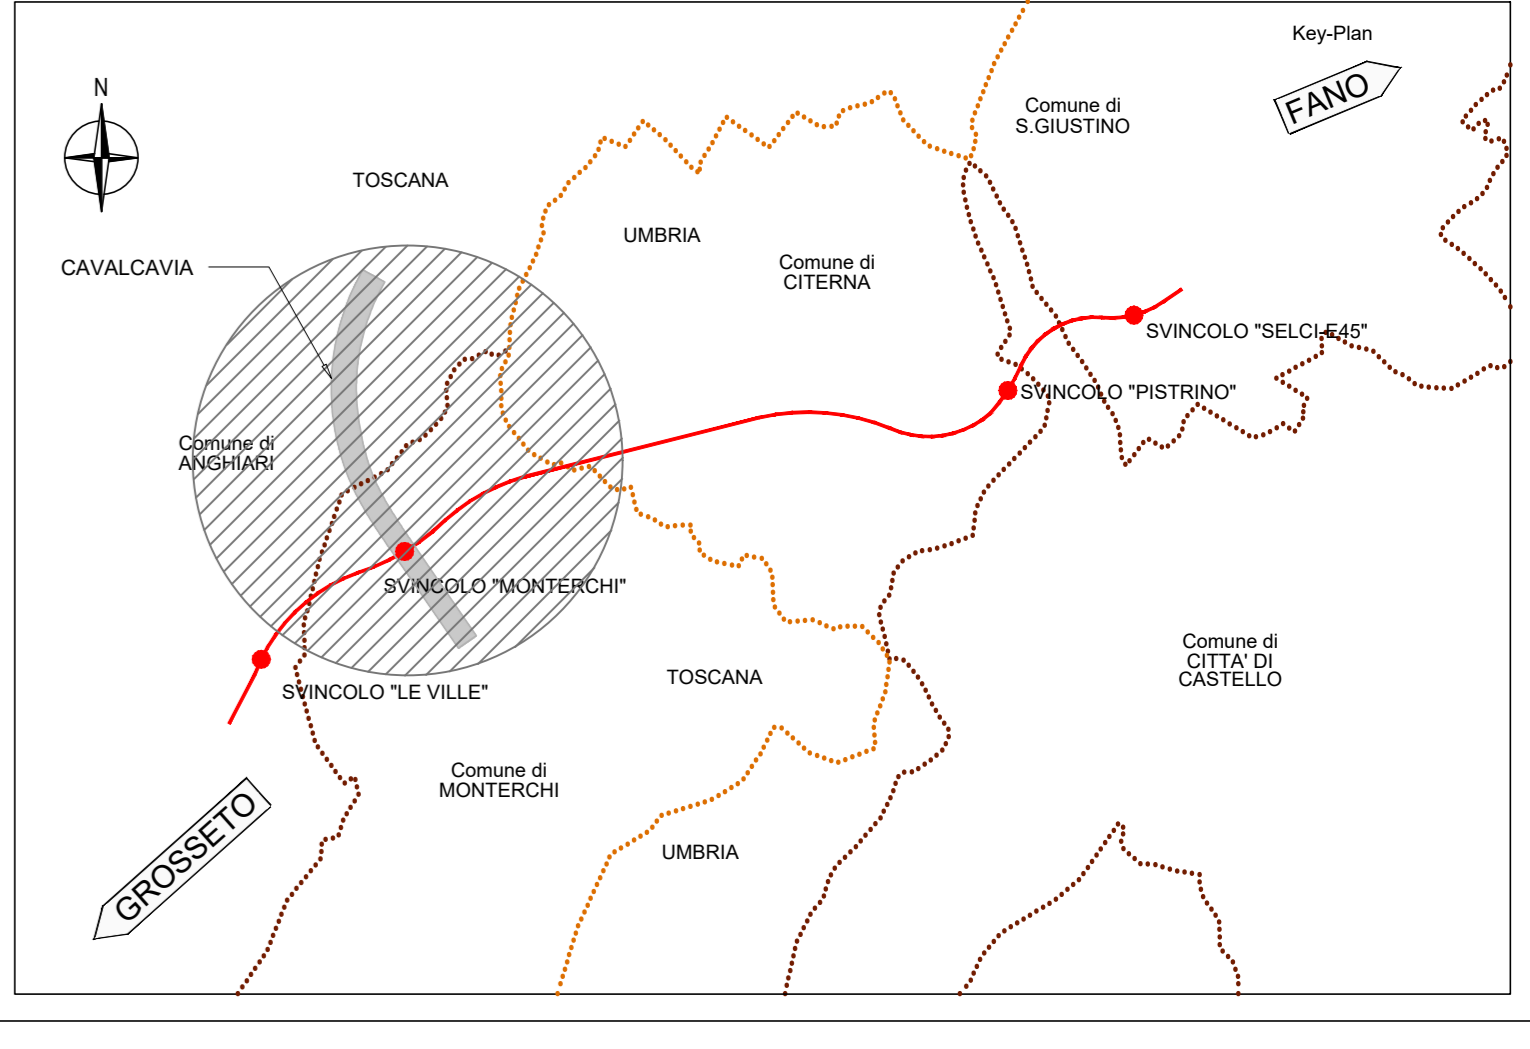 Key-Plan
FANO
N
Comune di
S.GIUSTINO
TOSCANA
UMBRIA
CAVALCAVIA
Comune di
CITERNA
SVINCOLO "SELCI-E45"
SVINCOLO "PISTRINO"
Comune di
ANGHIARI
SVINCOLO "MONTERCHI"
Comune di
CITTA' DI
CASTELLO
TOSCANA
SVINCOLO "LE VILLE"
Comune di
MONTERCHI
GROSSETO
UMBRIA